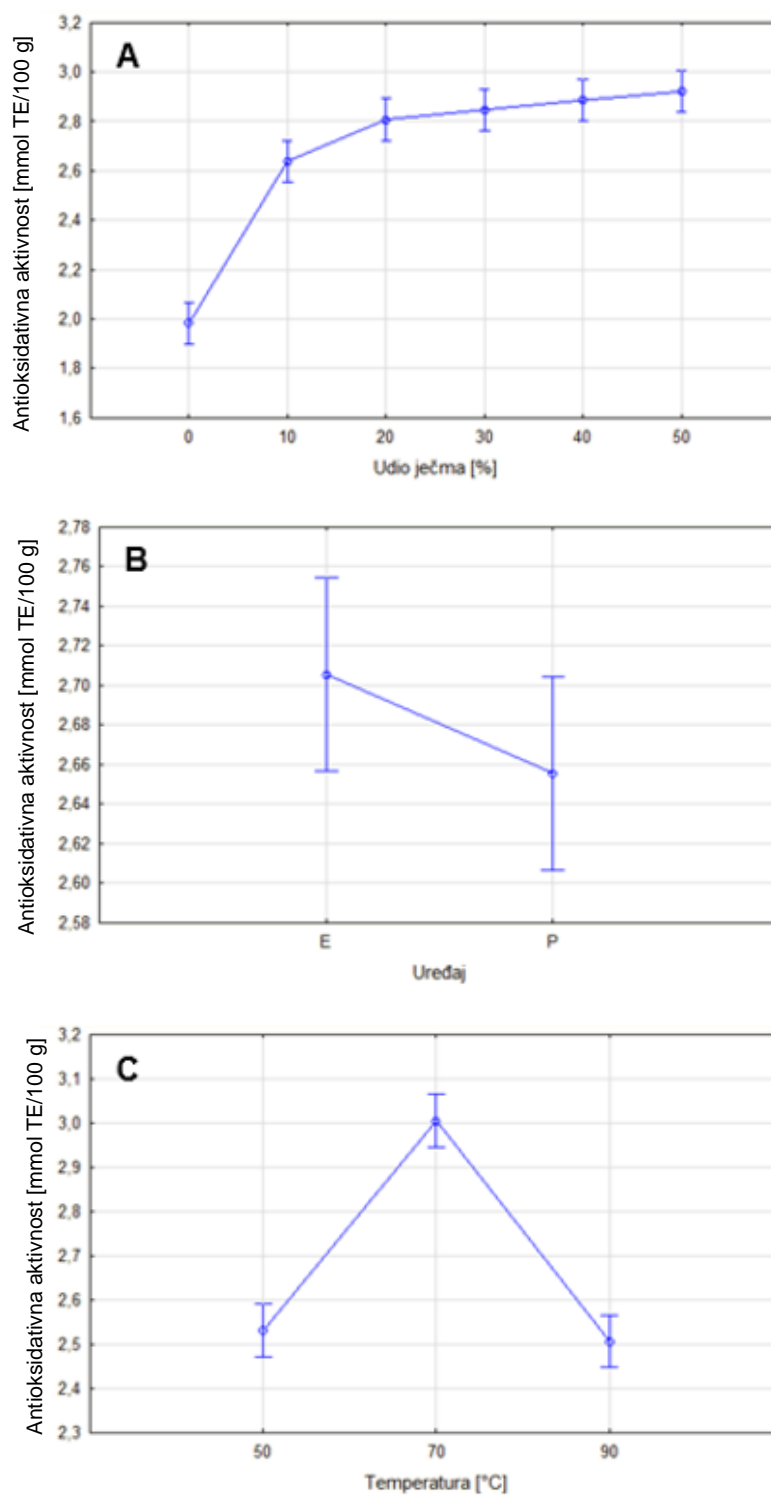 Antioksidativna aktivnost [mmol TE/100 g]
A
3,2
3,0
2,8
2,6
2,4
2,2
2,0
1,8
1,6
0 10 20 30 40 50
Udio ječma [%]
Antioksidativna aktivnost [mmol TE/100 g]
B
2,78
2,76
2,74
2,72
2,70
2,68
2,66
2,64
2,62
2,60
2,58
E P
Uređaj
Antioksidativna aktivnost [mmol TE/100 g]
C
3,2
3,1
3,0
2,9
2,8
2,7
2,6
2,5
2,4
2,3
50 70 90
Temperatura [°C]